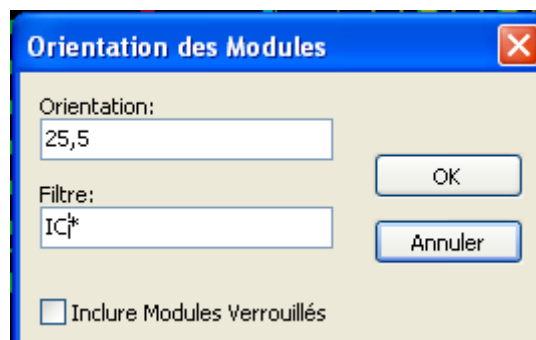 Orientation des Modules
Orientation:
25,5
OK
Filtre:
IC*
Annuler
Inclure Modules Verrouillés